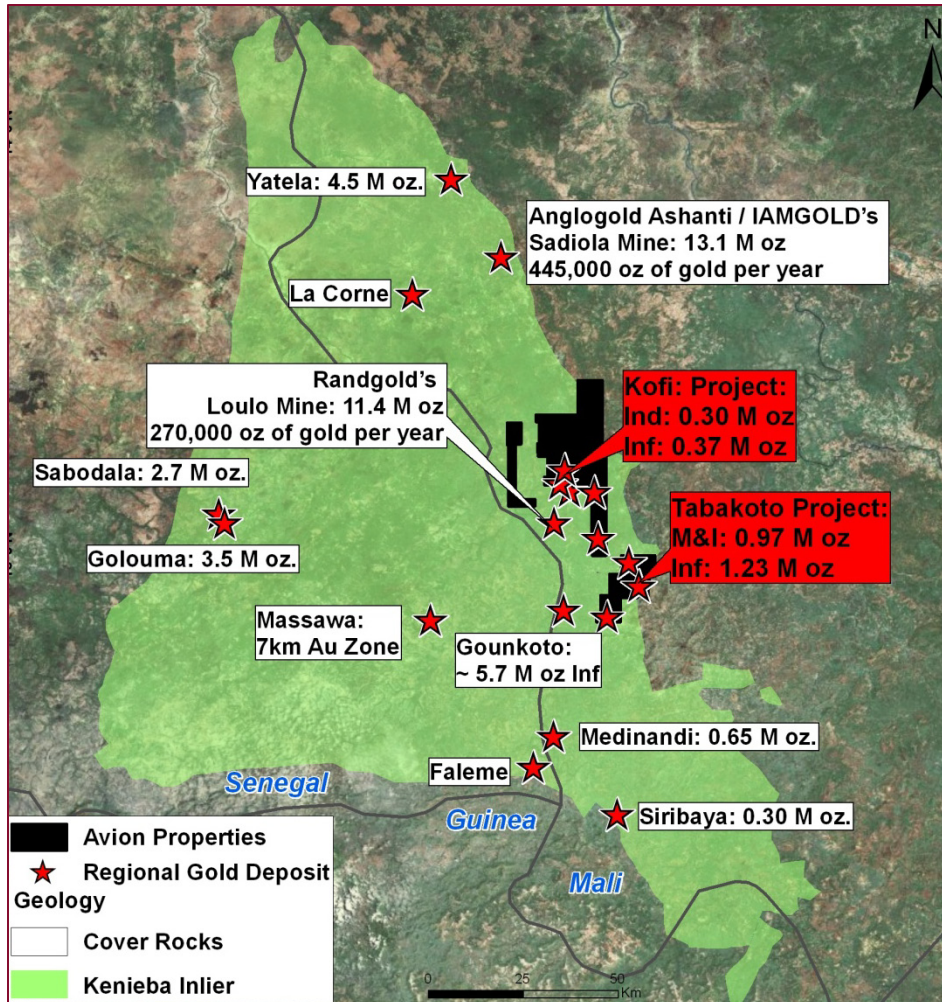 N
Yatela: 4.5 M oz.
Anglogold Ashanti / IAMGOLD's
Sadiola Mine: 13.1 M oz
445,000 oz of gold per year
La Corne
Randgold's
Loulo Mine: 11.4 M oz
270,000 oz of gold per year
Kofi: Project:
Ind: 0.30 M oz
Inf: 0.37 M oz
Sabodala: 2.7 M oz.
Tabakoto Project:
M&I: 0.97 M oz
Inf: 1.23 M oz
Golouma: 3.5 M oz.
Massawa:
7km Au Zone
Gounkoto:
~ 5.7 M oz Inf
Medinandi: 0.65 M oz.
Faleme
Senegal
Guinea
Siribaya: 0.30 M oz.
Mali
Avion Properties
Regional Gold Deposit
Geology
Cover Rocks
Kenieba Inlier
0 25 50
Km